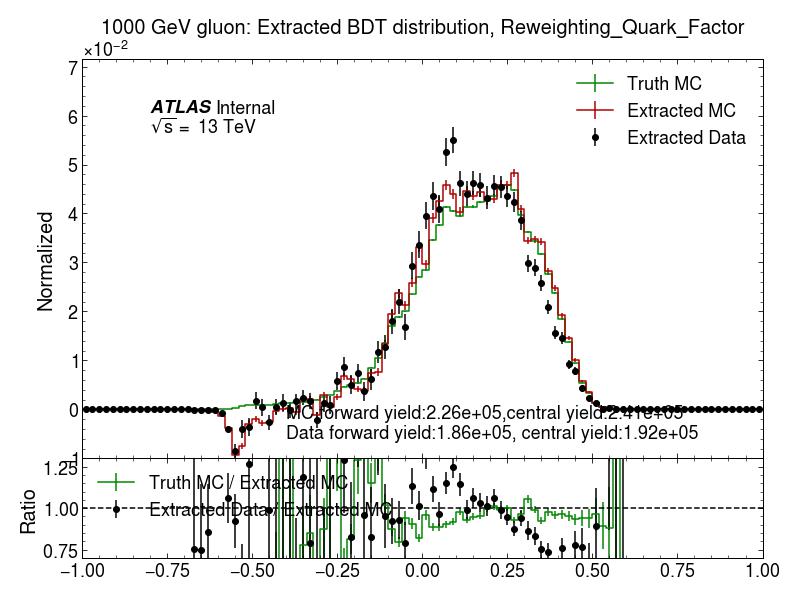 1000 GeV gluon: Extracted BDT distribution, Reweighting_Quark_Factor
×10⁻²
ATLAS Internal
√s = 13 TeV
Truth MC
Extracted MC
Extracted Data
Normalized
7
6
5
4
3
2
1
0
MC forward yield:2.26e+05,central yield:2.41e+05
Data forward yield:1.86e+05, central yield:1.92e+05
Ratio
1.25
1.00
0.75
Truth MC / Extracted MC
Extracted Data / Extracted MC
−1.00 −0.75 −0.50 −0.25 0.00 0.25 0.50 0.75 1.00